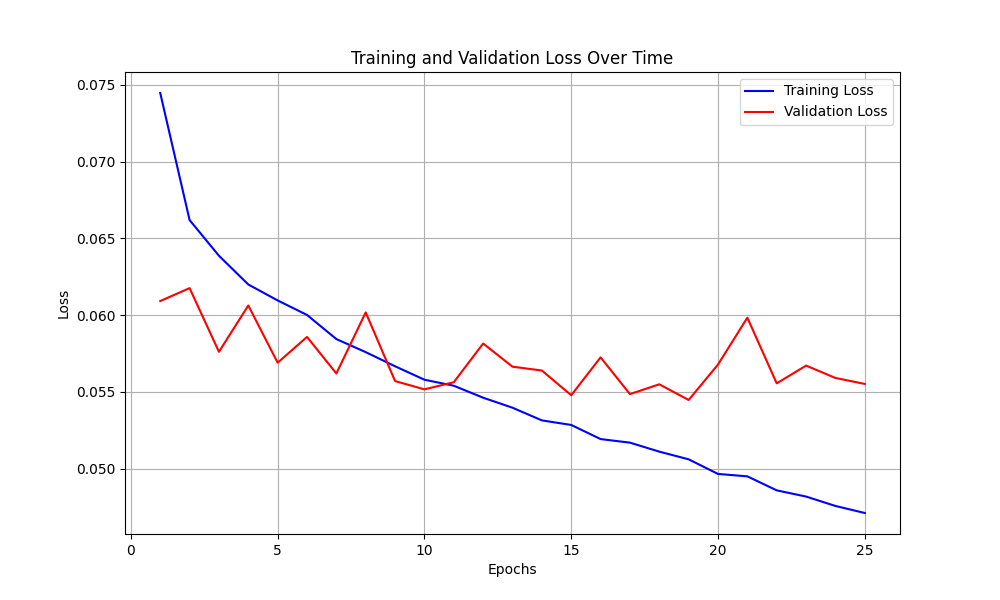 Training and Validation Loss Over Time
Training Loss
Validation Loss
Loss
0.075
0.070
0.065
0.060
0.055
0.050
0
5
10
15
20
25
Epochs